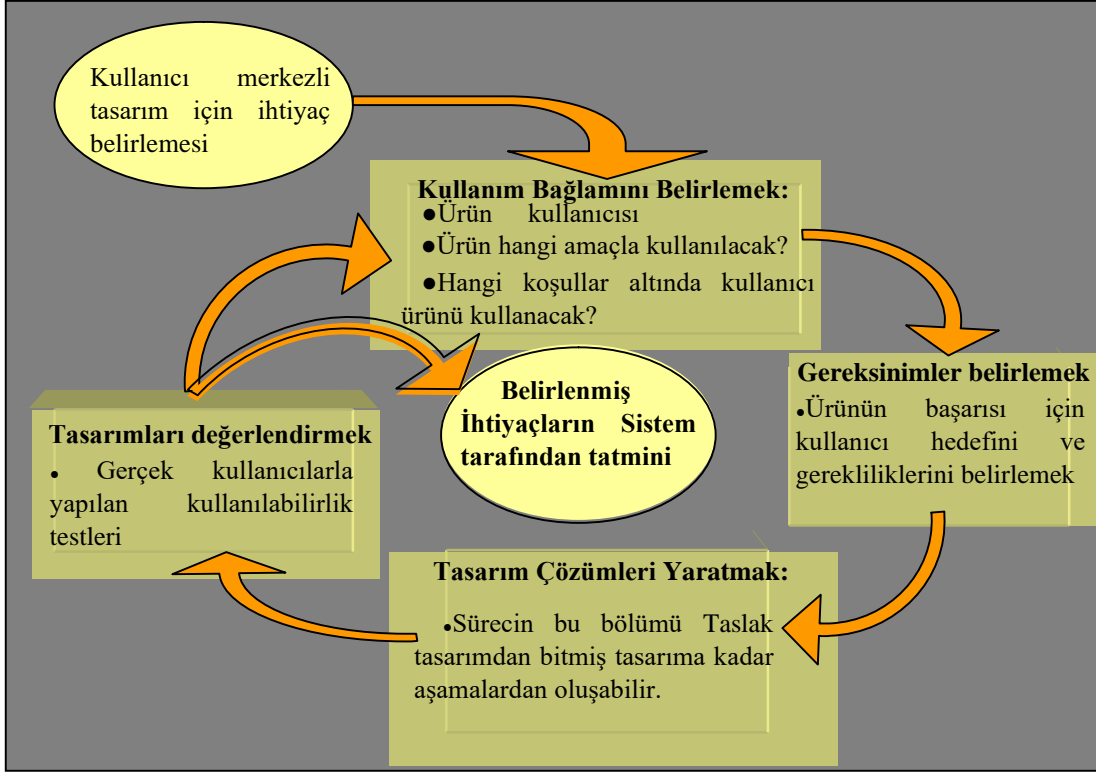 Kullanıcı merkezli
tasarım için ihtiyaç
belirlemesi
Kullanım Bağlamını Belirlemek:
●Ürün kullanıcısı
●Ürün hangi amaçla kullanılacak?
●Hangi koşullar altında kullanıcı
ürünü kullanacak?
Gereksinimler belirlemek
●Ürünün başarısı için
kullanıcı hedefini ve
gerekliliklerini belirlemek
Tasarım Çözümleri Yaratmak:
●Sürecin bu bölümü Taslak
tasarımdan bitmiş tasarıma kadar
aşamalardan oluşabilir.
Tasarımları değerlendirmek
● Gerçek kullanıcılarla
yapılan kullanılabilirlik
testleri
Belirlenmiş
İhtiyaçların Sistem
tarafından tatmini